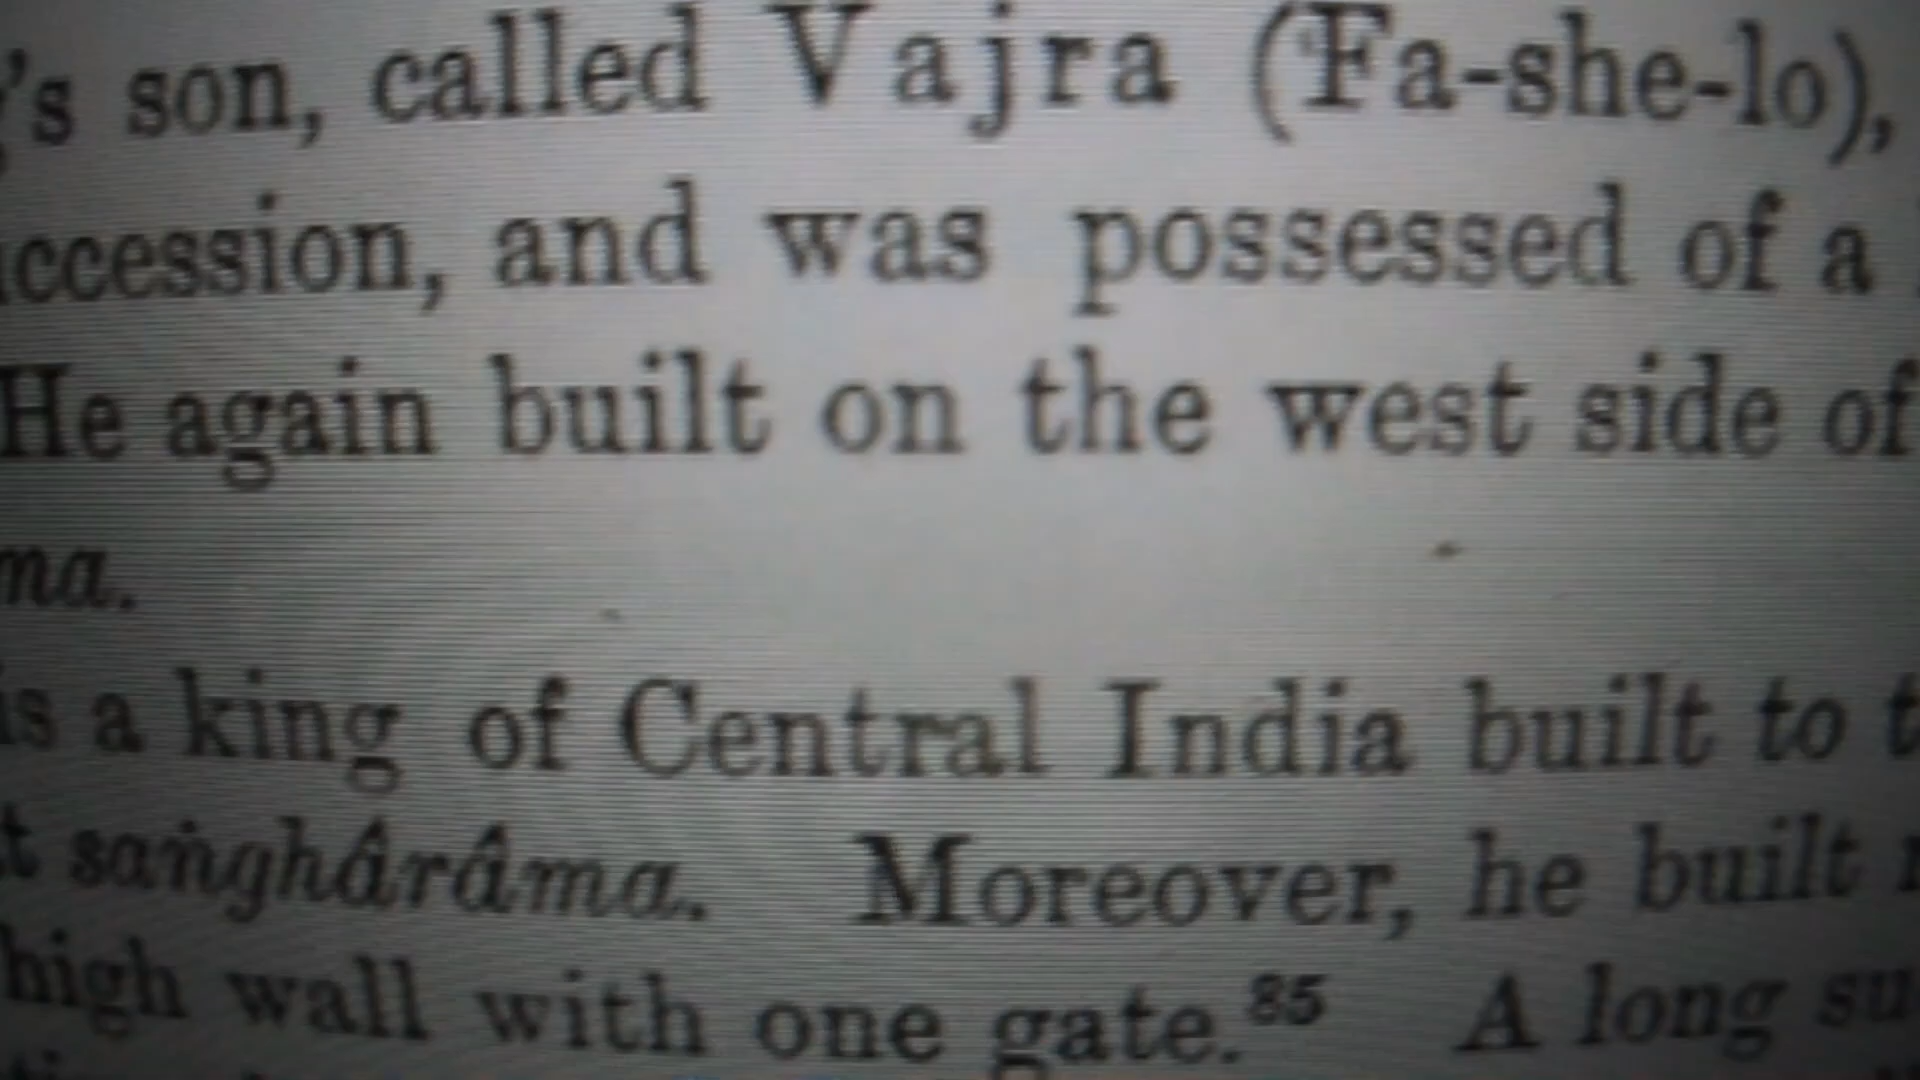 's son, called Vajra (Fa-she-lo),
ccession, and was possessed of a
He again built on the west side of
ma.
is a king of Central India built to t
t saṅghârâma. Moreover, he built
high wall with one gate.⁸⁵ A long su